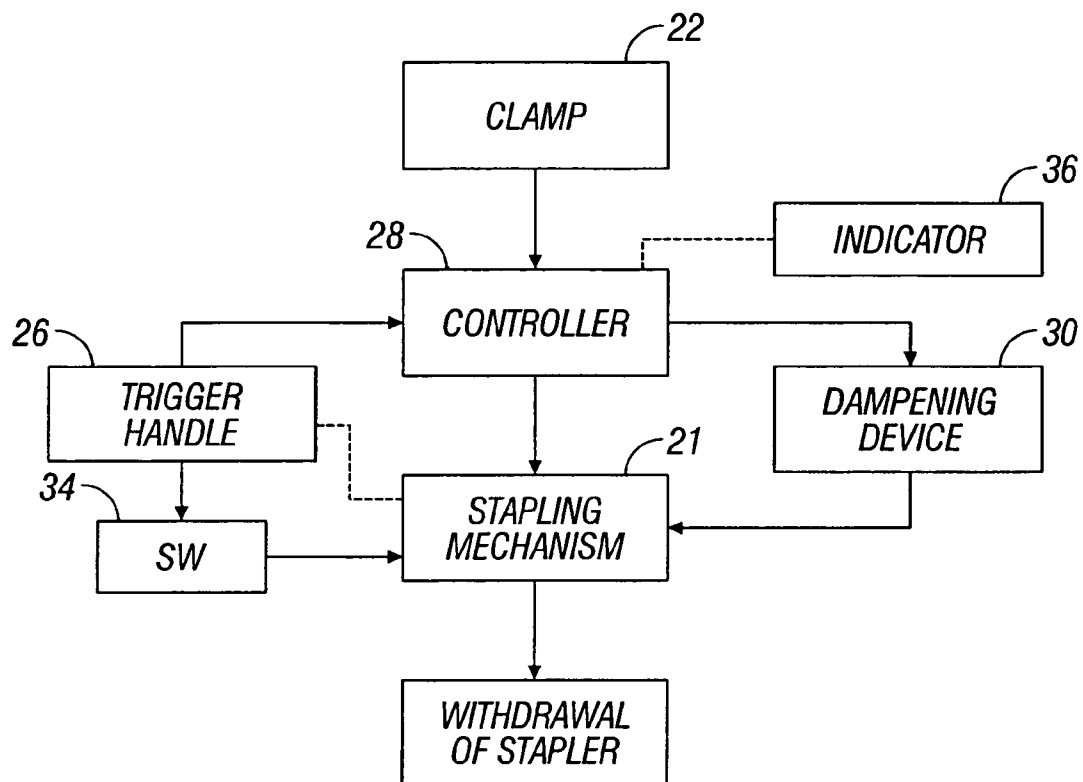 22
CLAMP
36
INDICATOR
28
CONTROLLER
26
TRIGGER
HANDLE
30
DAMPENING
DEVICE
21
STAPLING
MECHANISM
34
SW
WITHDRAWAL
OF STAPLER